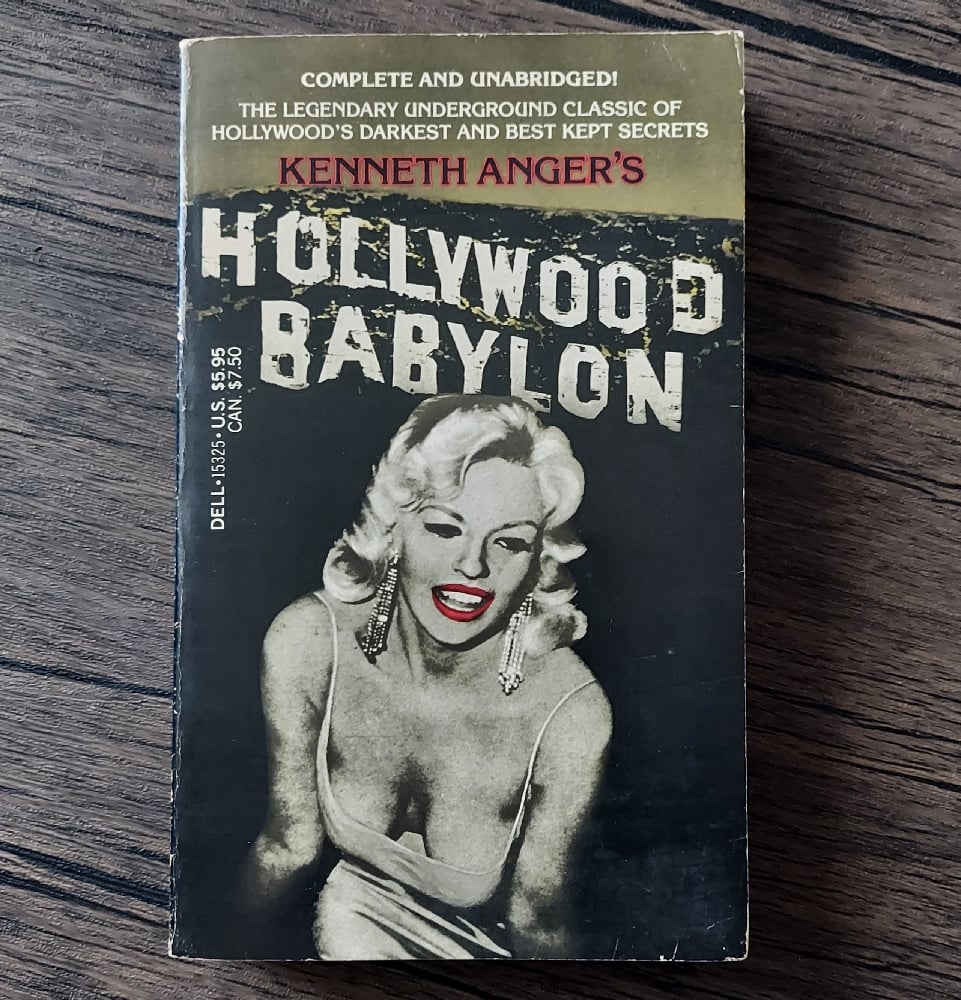 COMPLETE AND UNABRIDGED!
THE LEGENDARY UNDERGROUND CLASSIC OF
HOLLYWOOD'S DARKEST AND BEST KEPT SECRETS
KENNETH ANGER'S
HOLLYWOOD
BABYLON
DELL•15325•U.S. $5.95
CAN. $7.50